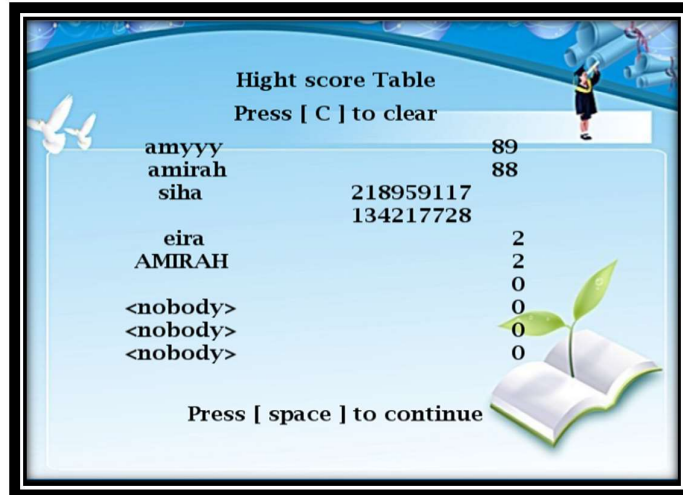 Hight score Table
Press [ C ] to clear
amyyy 89
amirah 88
siha 218959117
134217728
eira 2
AMIRAH 2
0
<nobody> 0
<nobody> 0
<nobody> 0
Press [ space ] to continue